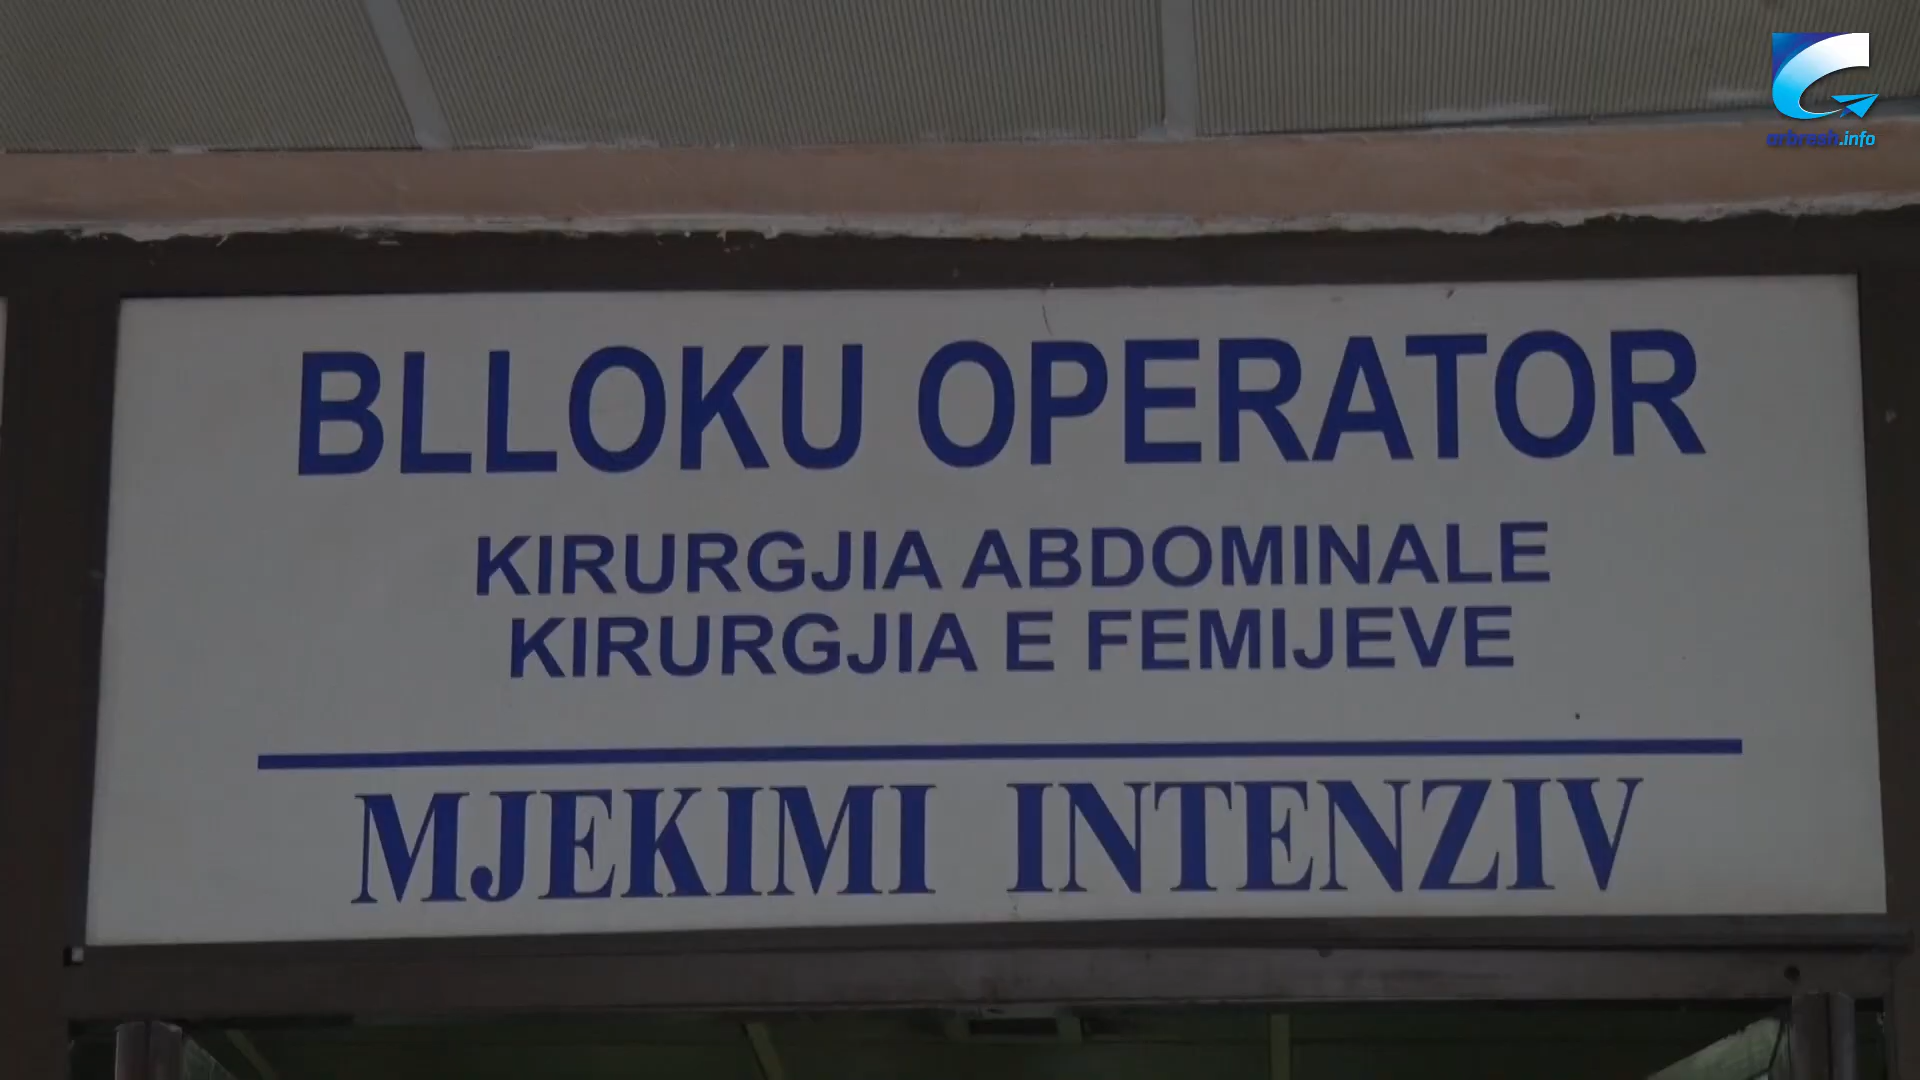 arbresh.info
BLLOKU OPERATOR
KIRURGJIA ABDOMINALE
KIRURGJIA E FEMIJEVE
MJEKIMI INTENZIV